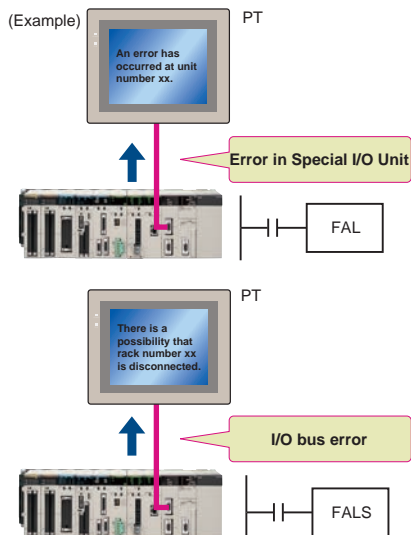 (Example)
PT
An error has
occurred at unit
number xx.
Error in Special I/O Unit
FAL
PT
There is a
possibility that
rack number xx
is disconnected.
I/O bus error
FALS